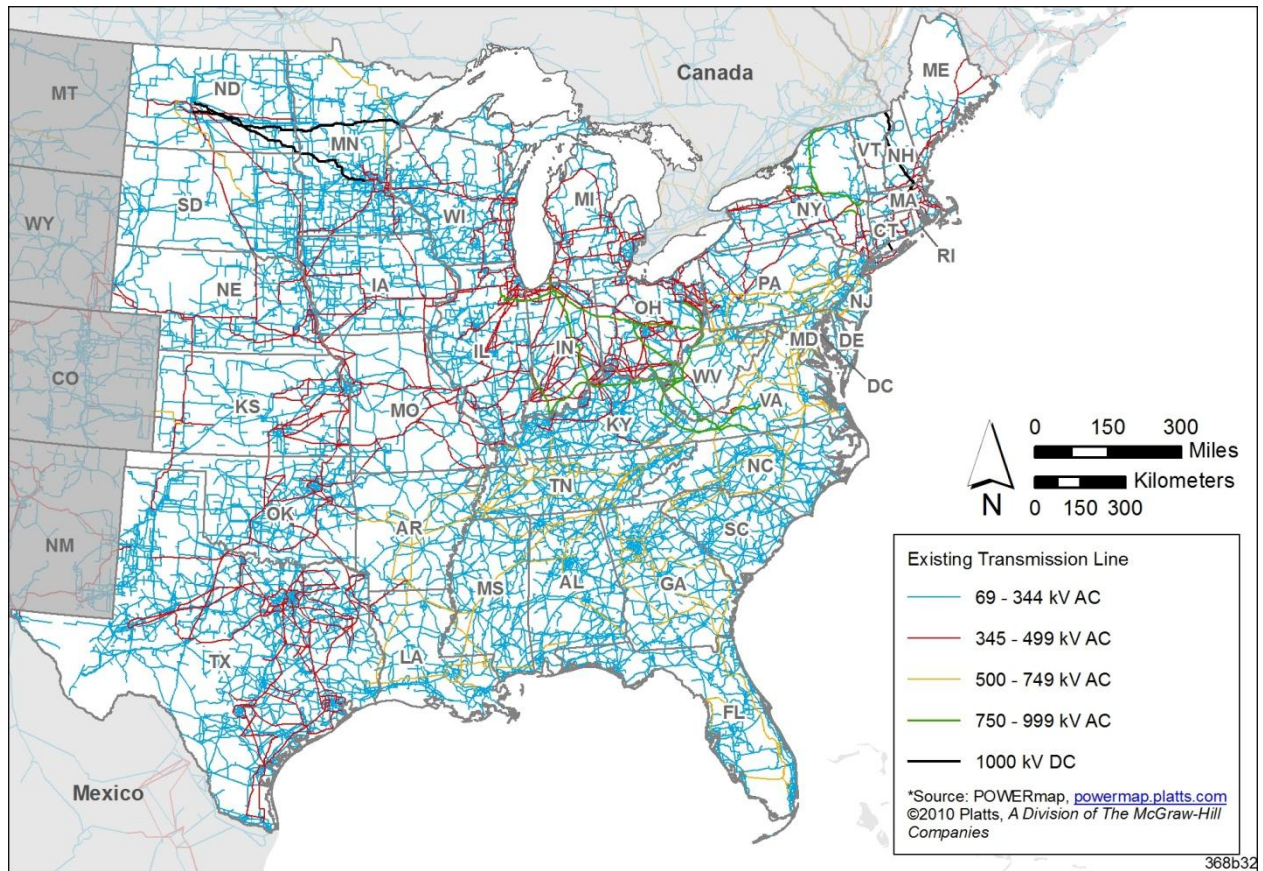 Canada
ME
ND
MT
MN
VT
NH
MI
MA
NY
SD
WI
CT
WY
RI
PA
IA
NE
OH
NJ
MD
DE
IL
IN
DC
WV
CO
VA
KS
MO
KY
0 150 300
Miles
Kilometers
0 150 300
N
NC
TN
OK
AR
NM
SC
MS
AL
GA
TX
LA
FL
Mexico
Existing Transmission Line
69 - 344 kV AC
345 - 499 kV AC
500 - 749 kV AC
750 - 999 kV AC
1000 kV DC
*Source: POWERmap, powermap.platts.com
©2010 Platts, A Division of The McGraw-Hill
Companies
368b32